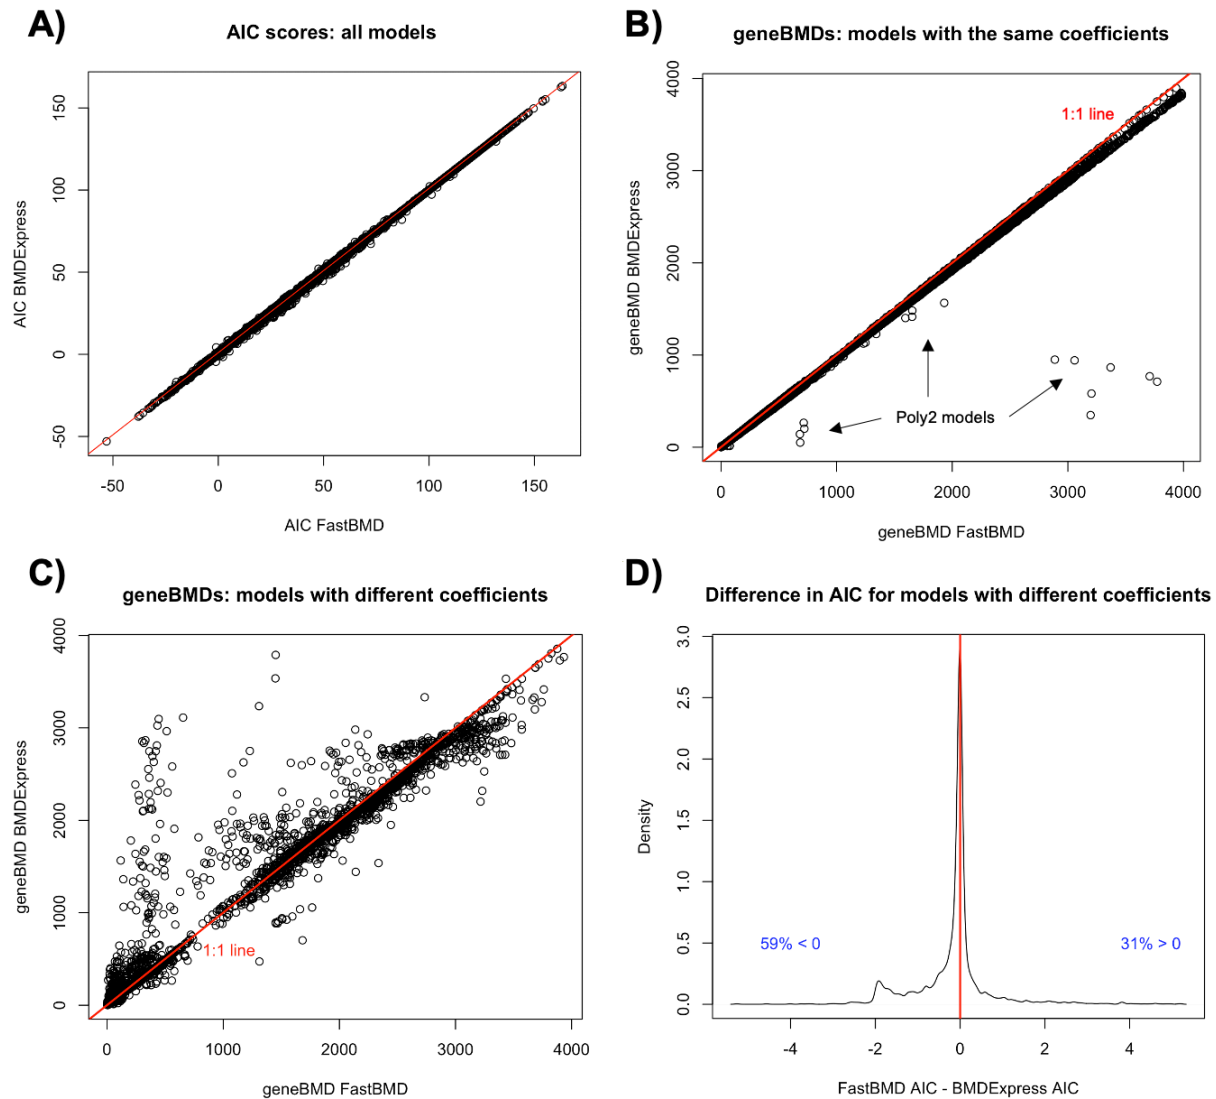 A)
AIC scores: all models
150
100
50
0
-50
AIC BMDExpress
-50 0 50 100 150
AIC FastBMD
B)
geneBMDs: models with the same coefficients
4000
3000
2000
1000
0
geneBMD BMDExpress
1:1 line
Poly2 models
0 1000 2000 3000 4000
geneBMD FastBMD
C)
geneBMDs: models with different coefficients
4000
3000
2000
1000
0
geneBMD BMDExpress
1:1 line
0 1000 2000 3000 4000
geneBMD FastBMD
D)
Difference in AIC for models with different coefficients
3.0
2.5
2.0
1.5
1.0
0.5
0.0
Density
59% < 0 31% > 0
-4 -2 0 2 4
FastBMD AIC - BMDExpress AIC